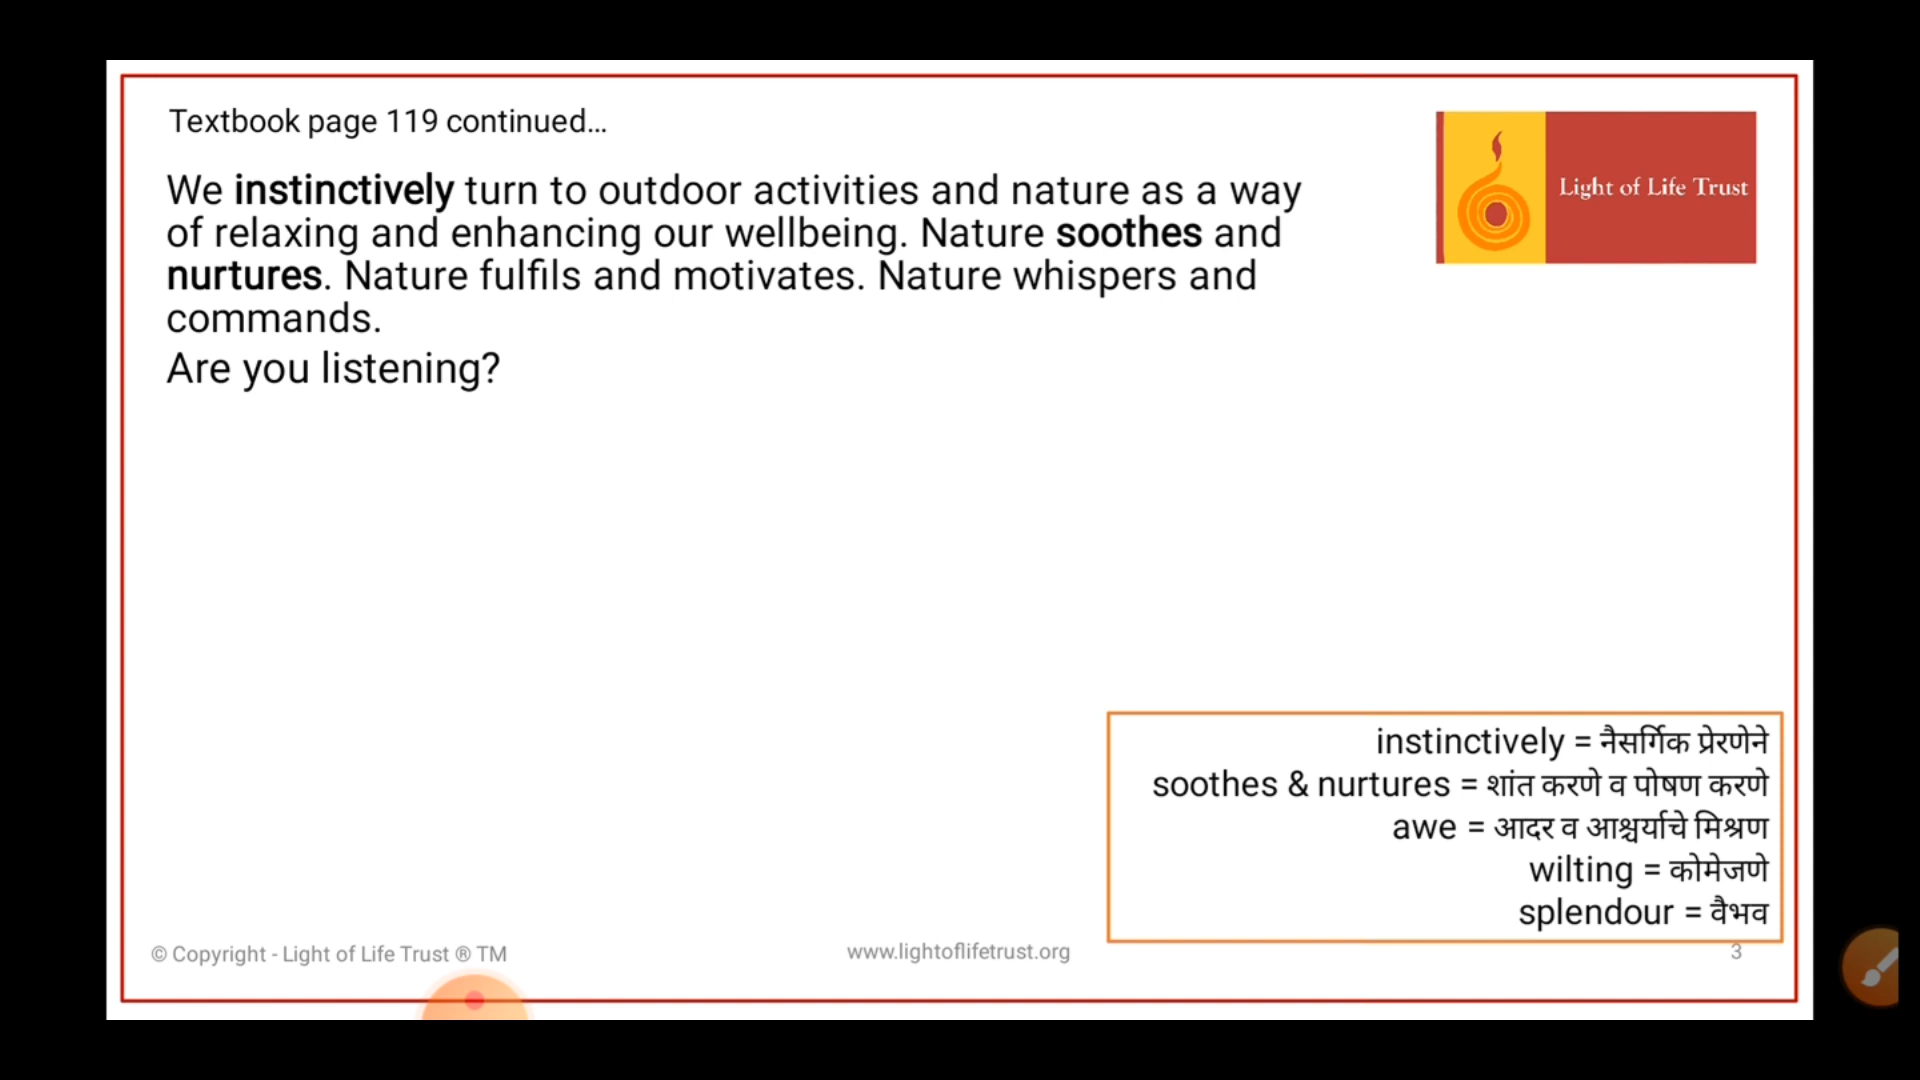 Textbook page 119 continued...
Light of Life Trust
We instinctively turn to outdoor activities and nature as a way
of relaxing and enhancing our wellbeing. Nature soothes and
nurtures. Nature fulfils and motivates. Nature whispers and
commands.
Are you listening?
instinctively = नैसर्गिक प्रेरणेने
soothes & nurtures = शांत करणे व पोषण करणे
awe = आदर व आश्चर्याचे मिश्रण
wilting = कोमेजणे
splendour = वैभव
© Copyright - Light of Life Trust ® TM
www.lightoflifetrust.org
3